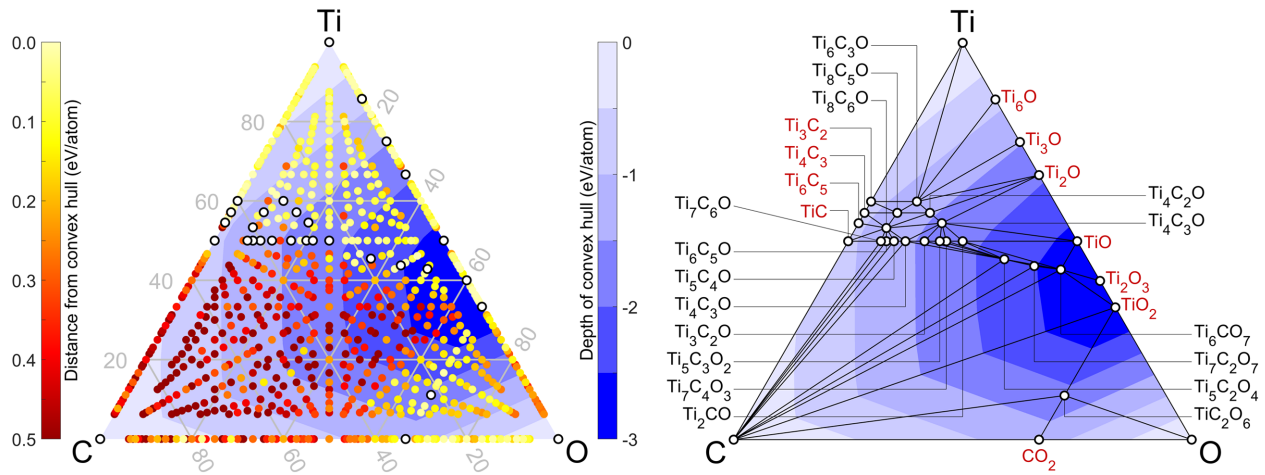 Ti
0.0
0.1
0.2
0.3
0.4
0.5
Distance from convex hull (eV/atom)
80
60
40
20
20
40
60
80
80
60
40
20
C
O
0
-1
-2
-3
Depth of convex hull (eV/atom)
Ti
Ti₆C₃O
Ti₈C₅O
Ti₈C₆O
Ti₃C₂
Ti₄C₃
Ti₆C₅
TiC
Ti₇C₆O
Ti₆C₅O
Ti₅C₄O
Ti₄C₃O
Ti₃C₂O
Ti₅C₃O₂
Ti₇C₄O₃
Ti₂CO
C
Ti₆O
Ti₃O
Ti₂O
Ti₄C₂O
Ti₄C₃O
TiO
Ti₂O₃
TiO₂
Ti₆CO₇
Ti₇C₂O₇
Ti₅C₂O₄
TiC₂O₆
CO₂
O